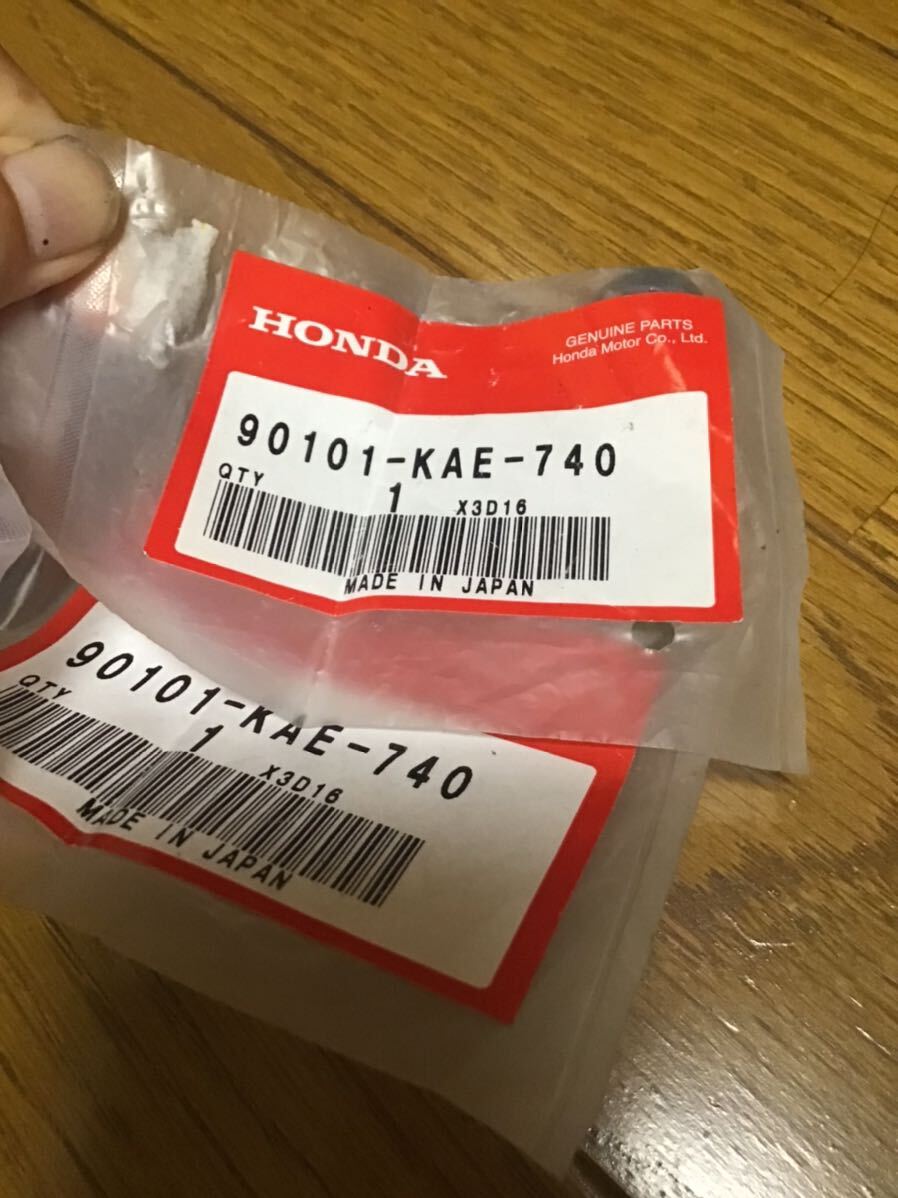 HONDA
GENUINE PARTS
Honda Motor Co., Ltd.
90101-KAE-740
QTY 1 X3D16
MADE IN JAPAN
90101-KAE-740
QTY 1 X3D16
MADE IN JAPAN